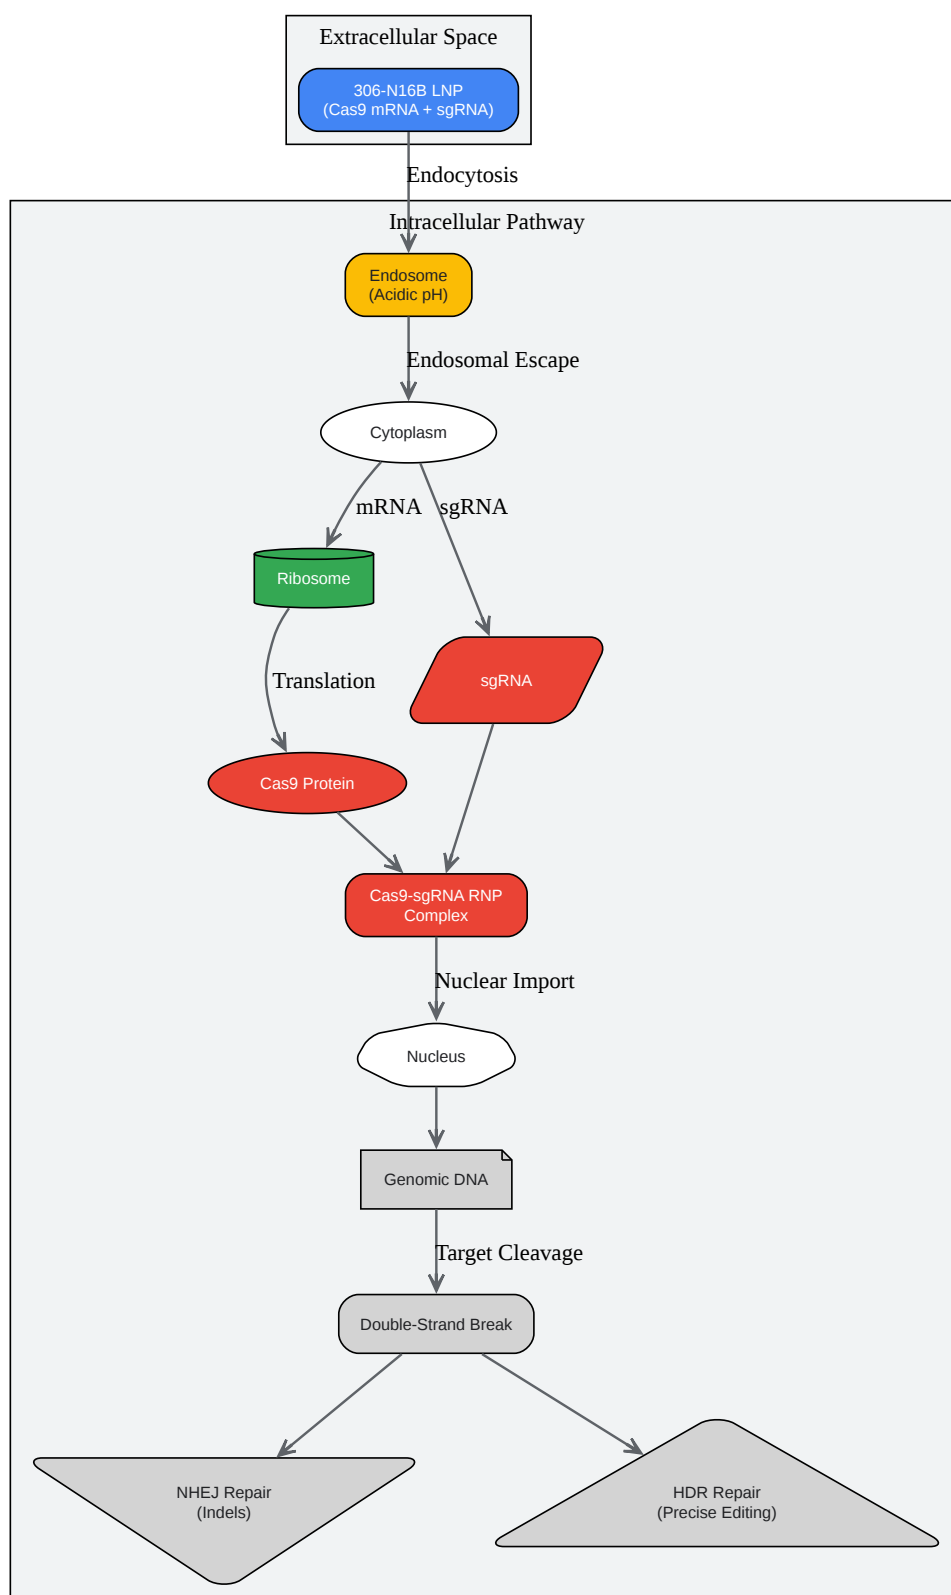 Extracellular Space
306-N16B LNP
(Cas9 mRNA + sgRNA)
Endocytosis
Intracellular Pathway
Endosome
(Acidic pH)
Endosomal Escape
Cytoplasm
mRNA
sgRNA
Ribosome
Translation
sgRNA
Cas9 Protein
Cas9-sgRNA RNP
Complex
Nuclear Import
Nucleus
Genomic DNA
Target Cleavage
Double-Strand Break
NHEJ Repair
(Indels)
HDR Repair
(Precise Editing)